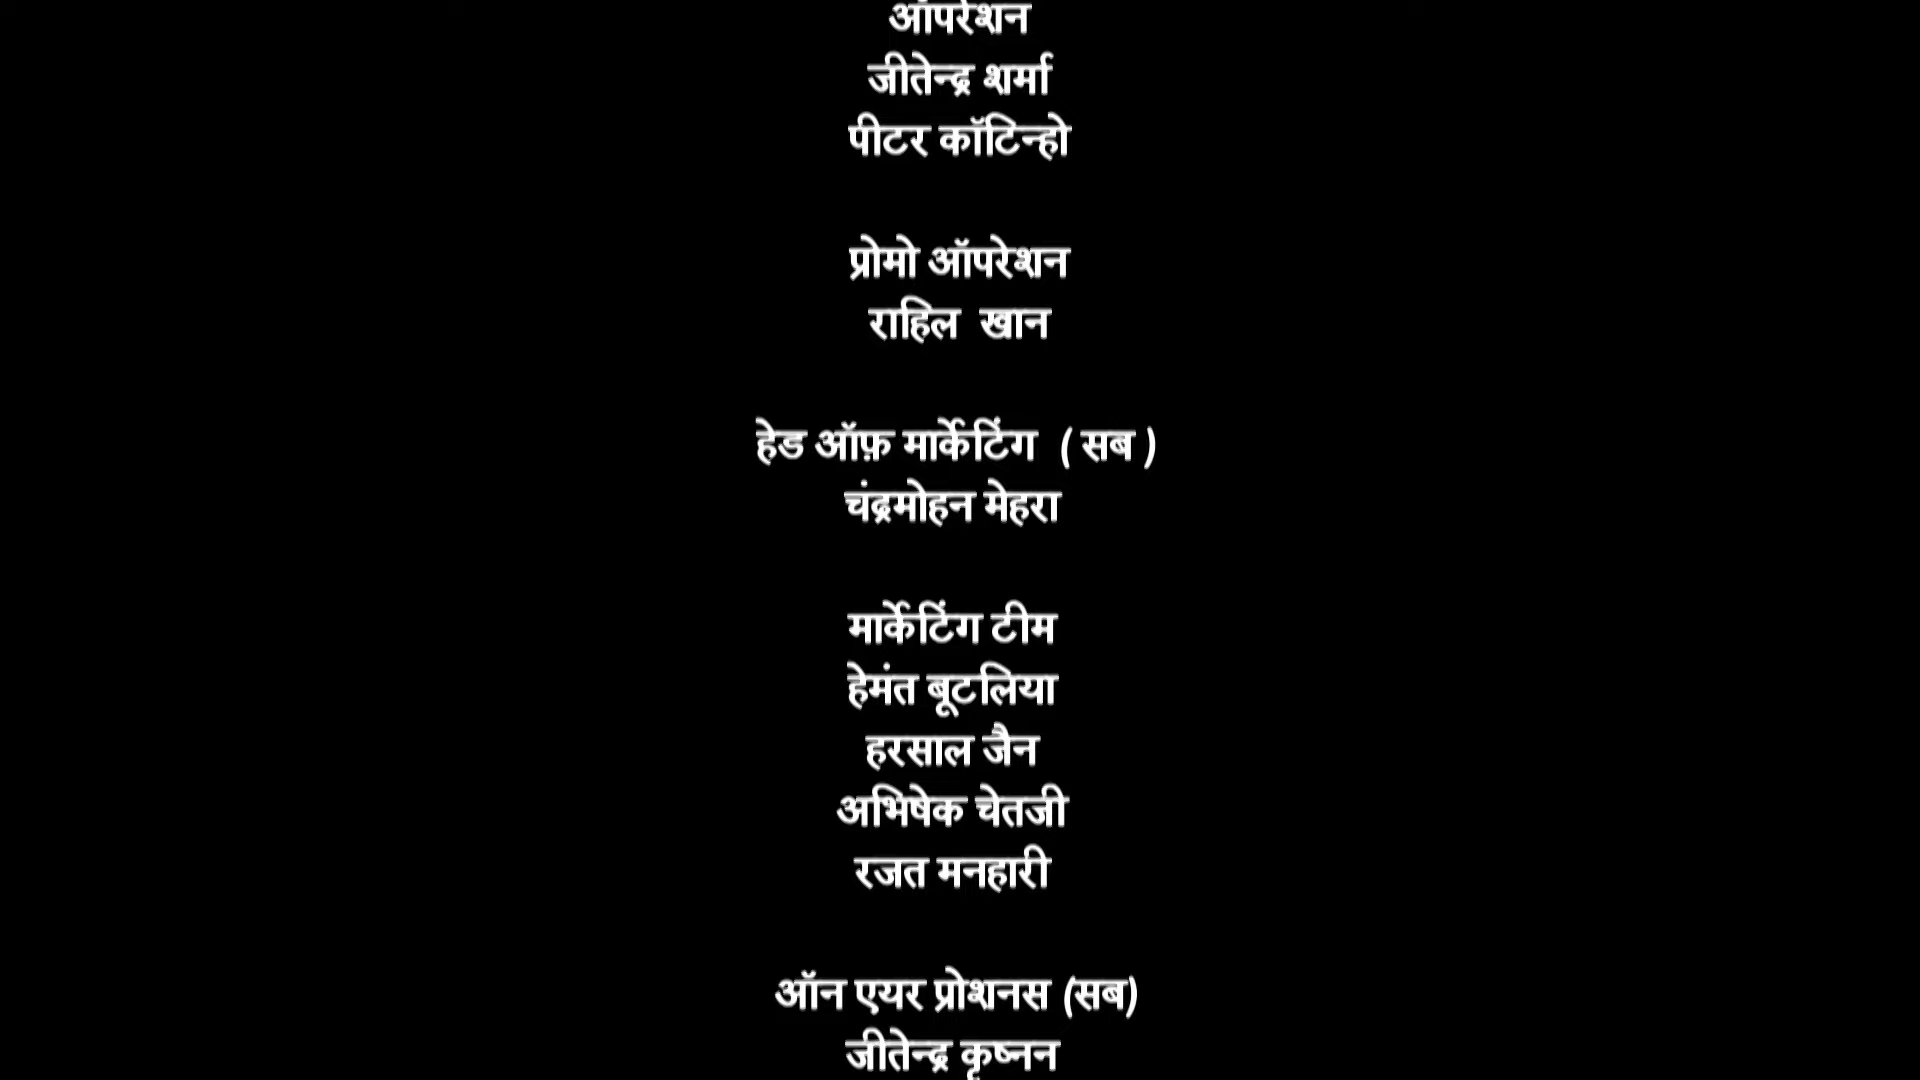 ऑपरेशन
जीतेन्द्र शर्मा
पीटर कॉटिन्हो
प्रोमो ऑपरेशन
राहिल खान
हेड ऑफ़ मार्केटिंग ( सब )
चंद्रमोहन मेहरा
मार्केटिंग टीम
हेमंत बूटलिया
हरसाल जैन
अभिषेक चेतजी
रजत मनहारी
ऑन एयर प्रोशनस (सब)
जीतेन्द्र कृष्नन